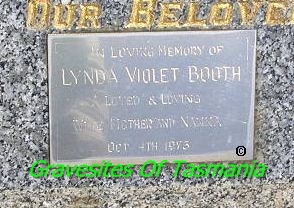 OUR BELOVED
IN LOVING MEMORY OF
LYNDA VIOLET BOOTH
LOVED & LOVING
WIFE MOTHER AND NANNA
OCT 4TH 1973
©
Gravesites Of Tasmania